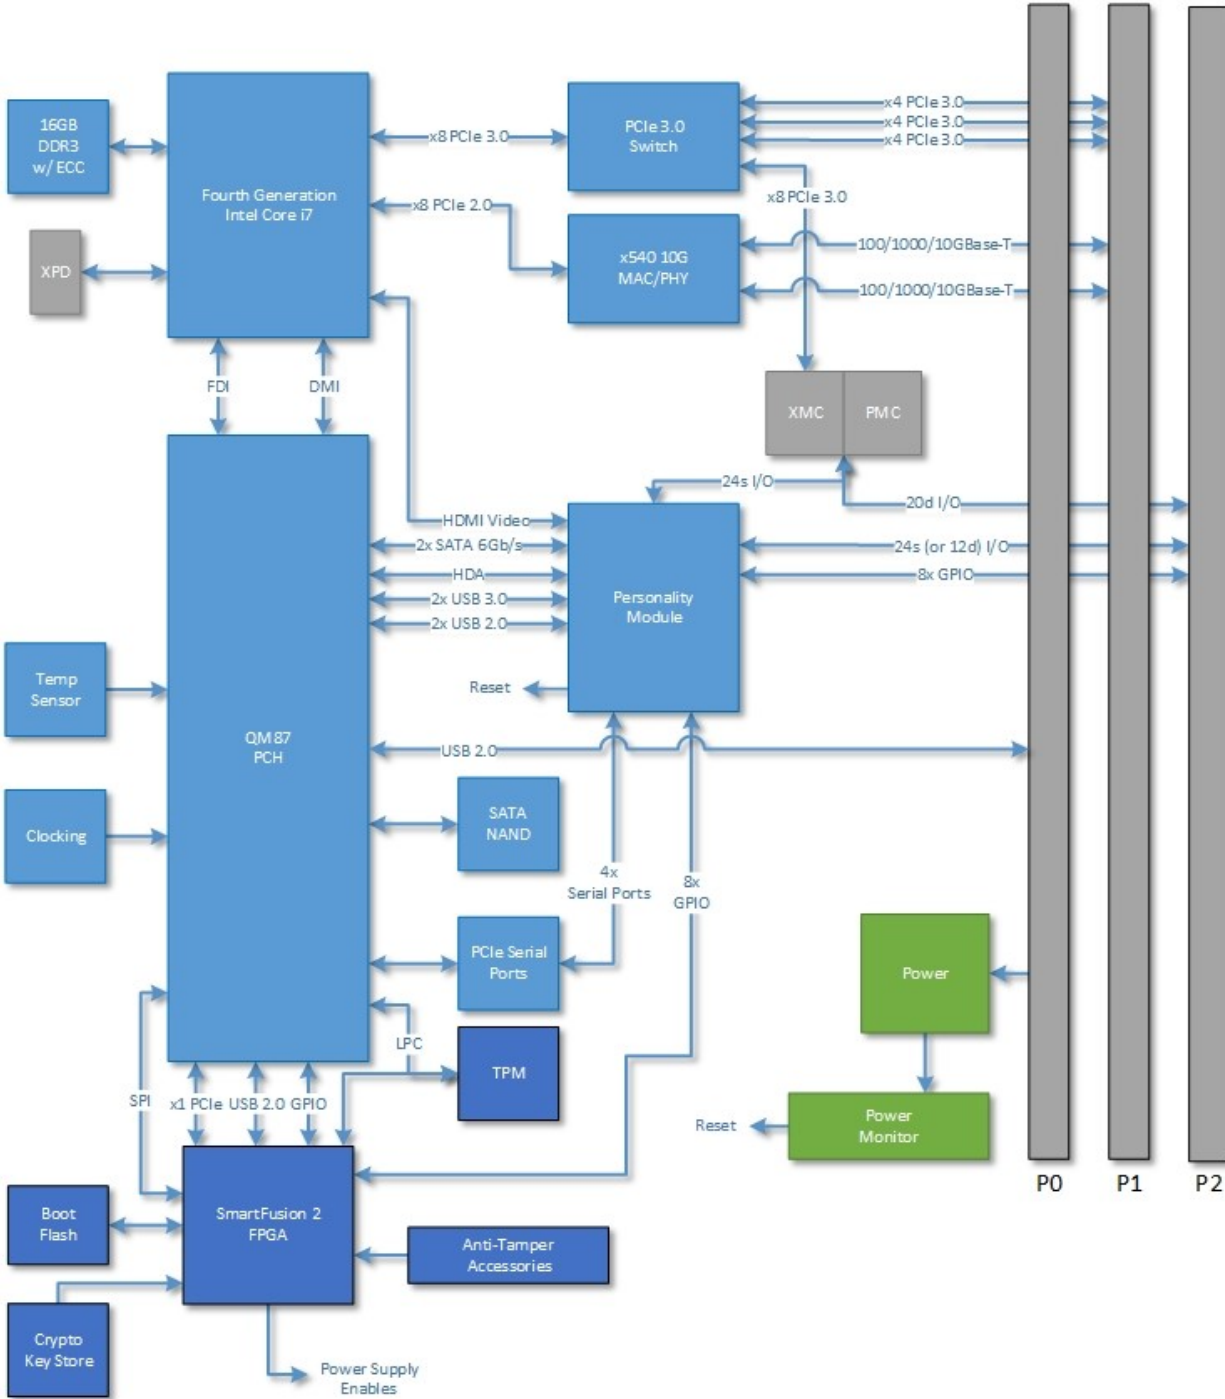 16GB
DDR3
w/ ECC
XPD
Fourth Generation
Intel Core i7
x8 PCIe 3.0
x8 PCIe 2.0
PCIe 3.0
Switch
x4 PCIe 3.0
x4 PCIe 3.0
x4 PCIe 3.0
x8 PCIe 3.0
x540 10G
MAC/PHY
100/1000/10GBase-T
100/1000/10GBase-T
FDI
DMI
XMC
PMC
24s I/O
20d I/O
HDMI Video
2x SATA 6Gb/s
HDA
2x USB 3.0
2x USB 2.0
Personality
Module
24s (or 12d) I/O
8x GPIO
Reset
Temp
Sensor
QM87
PCH
USB 2.0
Clocking
SATA
NAND
4x
Serial Ports
8x
GPIO
PCIe Serial
Ports
Power
LPC
TPM
SPI
x1 PCIe
USB 2.0
GPIO
Reset
Power
Monitor
P0
P1
P2
Boot
Flash
SmartFusion 2
FPGA
Anti-Tamper
Accessories
Crypto
Key Store
Power Supply
Enables